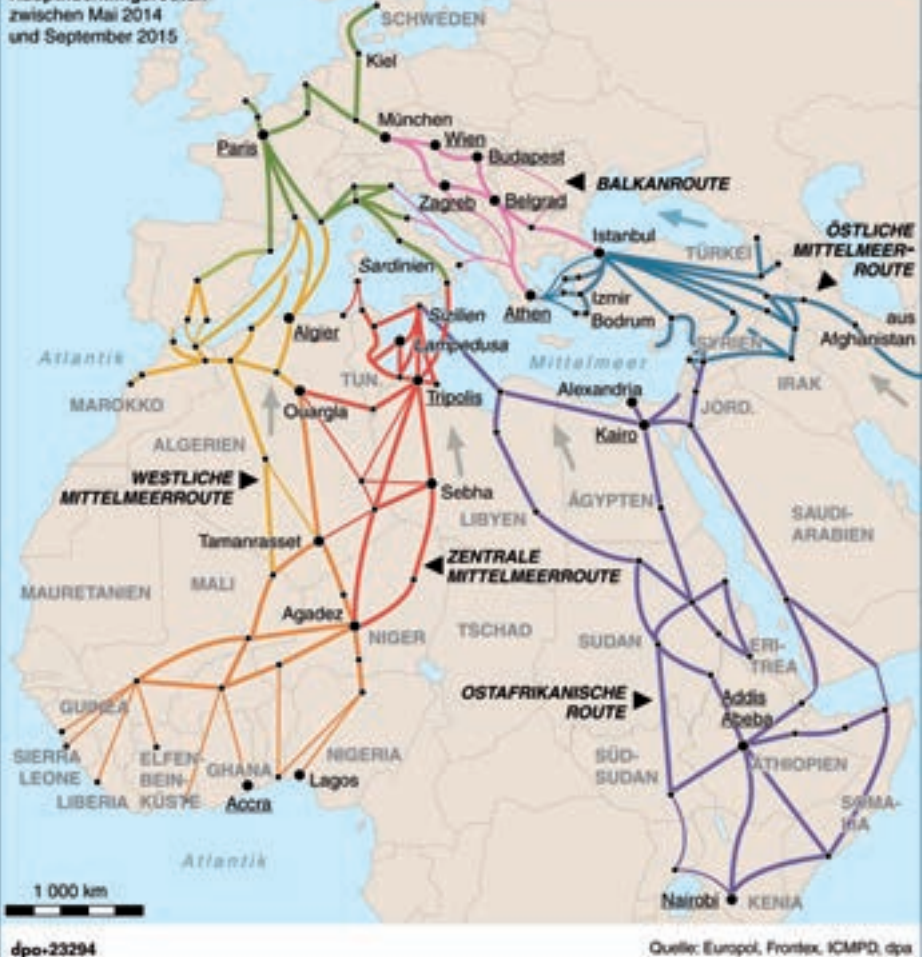 zwischen Mai 2014
und September 2015
SCHWEDEN
Kiel
München
Wien
Paris
Budapest
BALKANROUTE
Zagreb
Belgrad
Istanbul
ÖSTLICHE
MITTELMEER-
ROUTE
TÜRKEI
Sardinien
Izmir
Athen
Bodrum
Sizilien
aus
Afghanistan
Algier
Lampedusa
SYRIEN
Atlantik
Mittelmeer
TUN.
IRAK
MAROKKO
Ouargla
Tripolis
Alexandria
JORD.
Kairo
ALGERIEN
WESTLICHE
MITTELMEERROUTE
Sebha
ÄGYPTEN
LIBYEN
SAUDI-
ARABIEN
Tamanrasset
ZENTRALE
MITTELMEERROUTE
MAURETANIEN
MALI
Agadez
NIGER
TSCHAD
SUDAN
ERI-
TREA
OSTAFRIKANISCHE
ROUTE
Addis
Abeba
GUINEA
SIERRA
LEONE
ELFEN-
BEIN-
KÜSTE
GHANA
NIGERIA
SÜD-
SUDAN
ÄTHIOPIEN
LIBERIA
Accra
Lagos
SOMA-
LIA
Atlantik
1 000 km
Nairobi
KENIA
dpa•23294
Quelle: Europol, Frontex, ICMPD, dpa